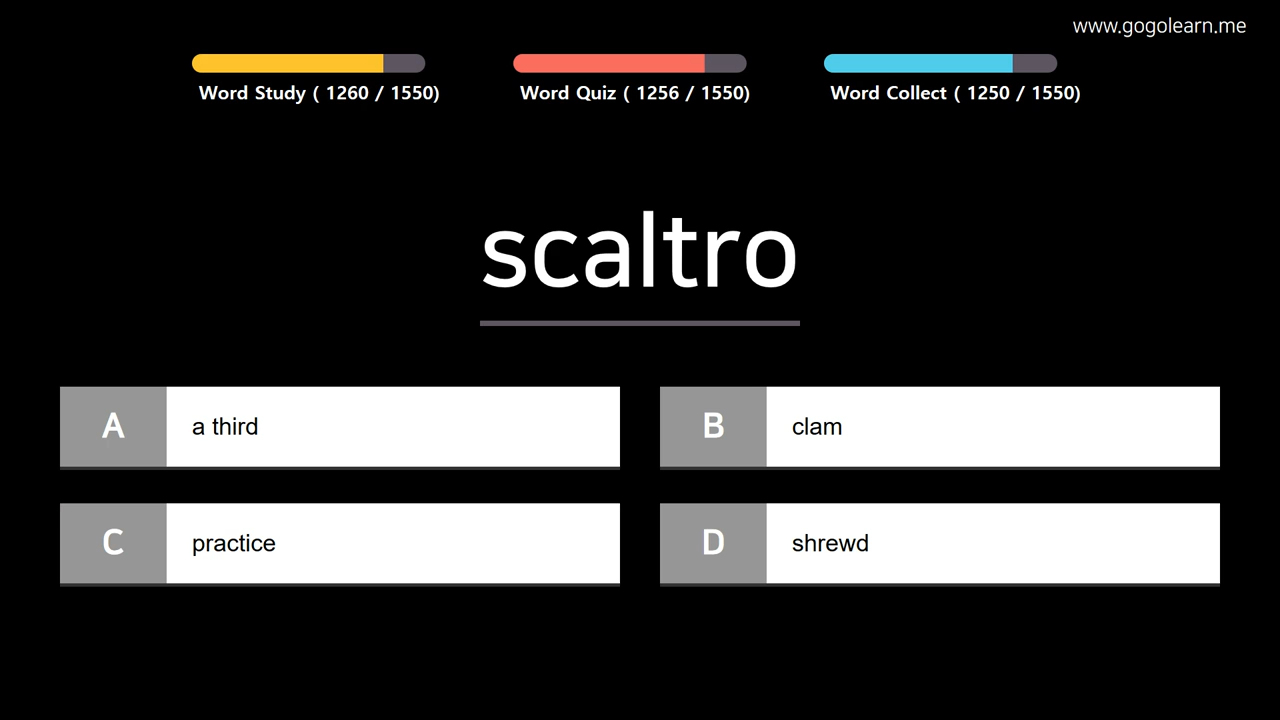 www.gogolearn.me
Word Study ( 1260 / 1550)
Word Quiz ( 1256 / 1550)
Word Collect ( 1250 / 1550)
scaltro
A
a third
B
clam
C
practice
D
shrewd